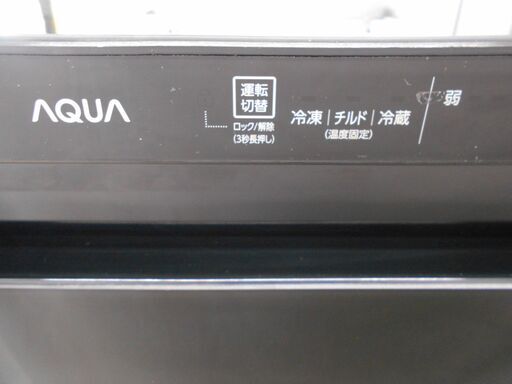 AQUA
運転
切替
ロック/解除
(3秒長押し)
冷凍|チルド|冷蔵
(温度固定)
弱